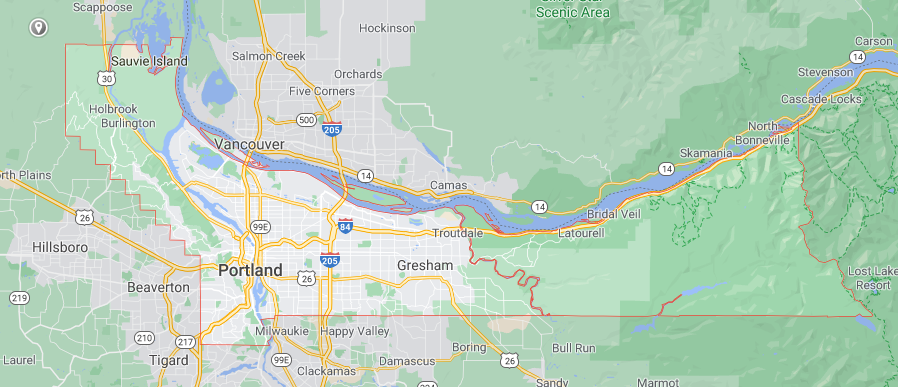 Scappoose
Scenic Area
Hockinson
Carson
14
Sauvie Island
Salmon Creek
Stevenson
30
Orchards
Five Corners
Cascade Locks
Holbrook
Burlington
500
205
North
Bonneville
Vancouver
Skamania
14
14
Camas
rth Plains
26
14
Bridal Veil
99E
84
Troutdale
Latourell
Hillsboro
205
Portland
Gresham
26
Lost Lake
Resort
Beaverton
219
Milwaukie
Happy Valley
210
217
Boring
Bull Run
Laurel
Tigard
99E
Damascus
26
Clackamas
Sandy
Marmot